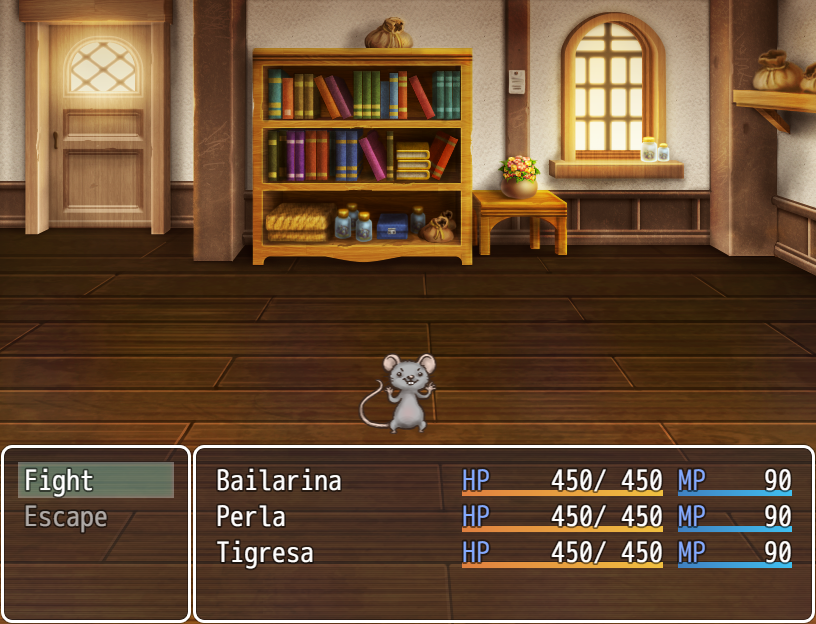 Fight
Escape
Bailarina HP 450/ 450 MP 90
Perla HP 450/ 450 MP 90
Tigresa HP 450/ 450 MP 90